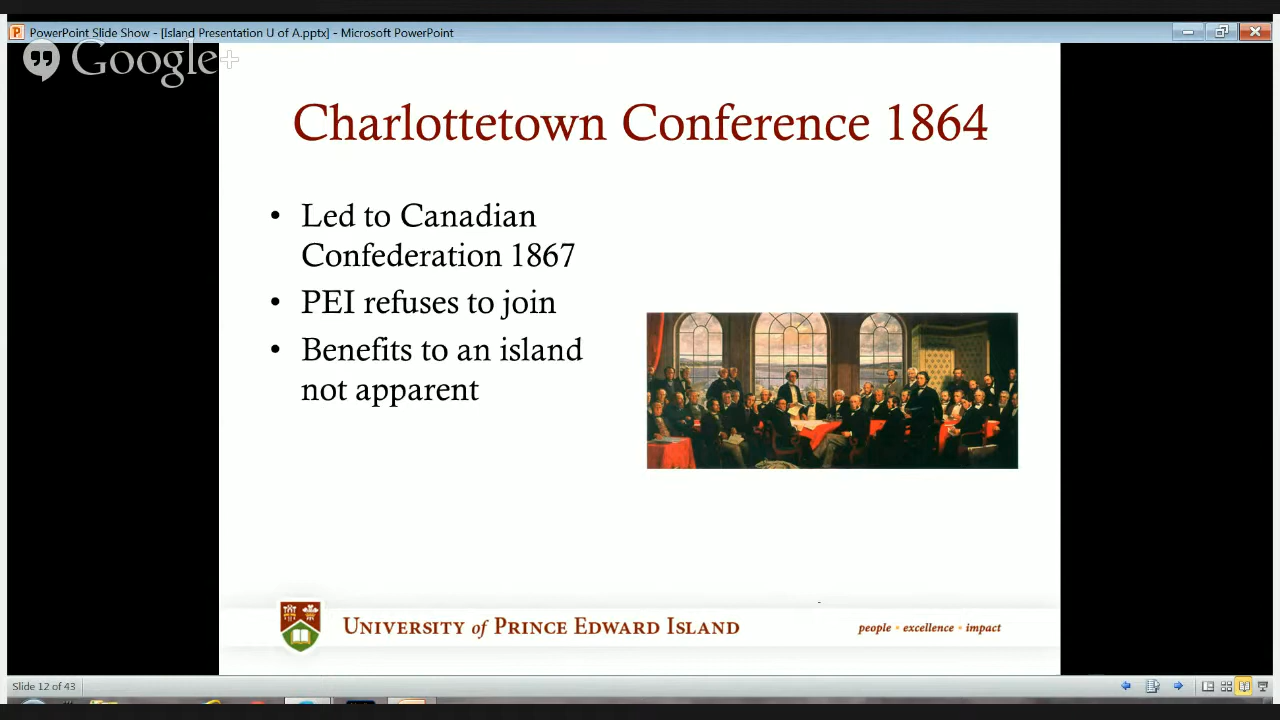 PowerPoint Slide Show - [Island Presentation U of A.pptx] - Microsoft PowerPoint
Google+
Charlottetown Conference 1864
• Led to Canadian
Confederation 1867
• PEI refuses to join
• Benefits to an island
not apparent
UNIVERSITY of PRINCE EDWARD ISLAND
people • excellence • impact
Slide 12 of 43